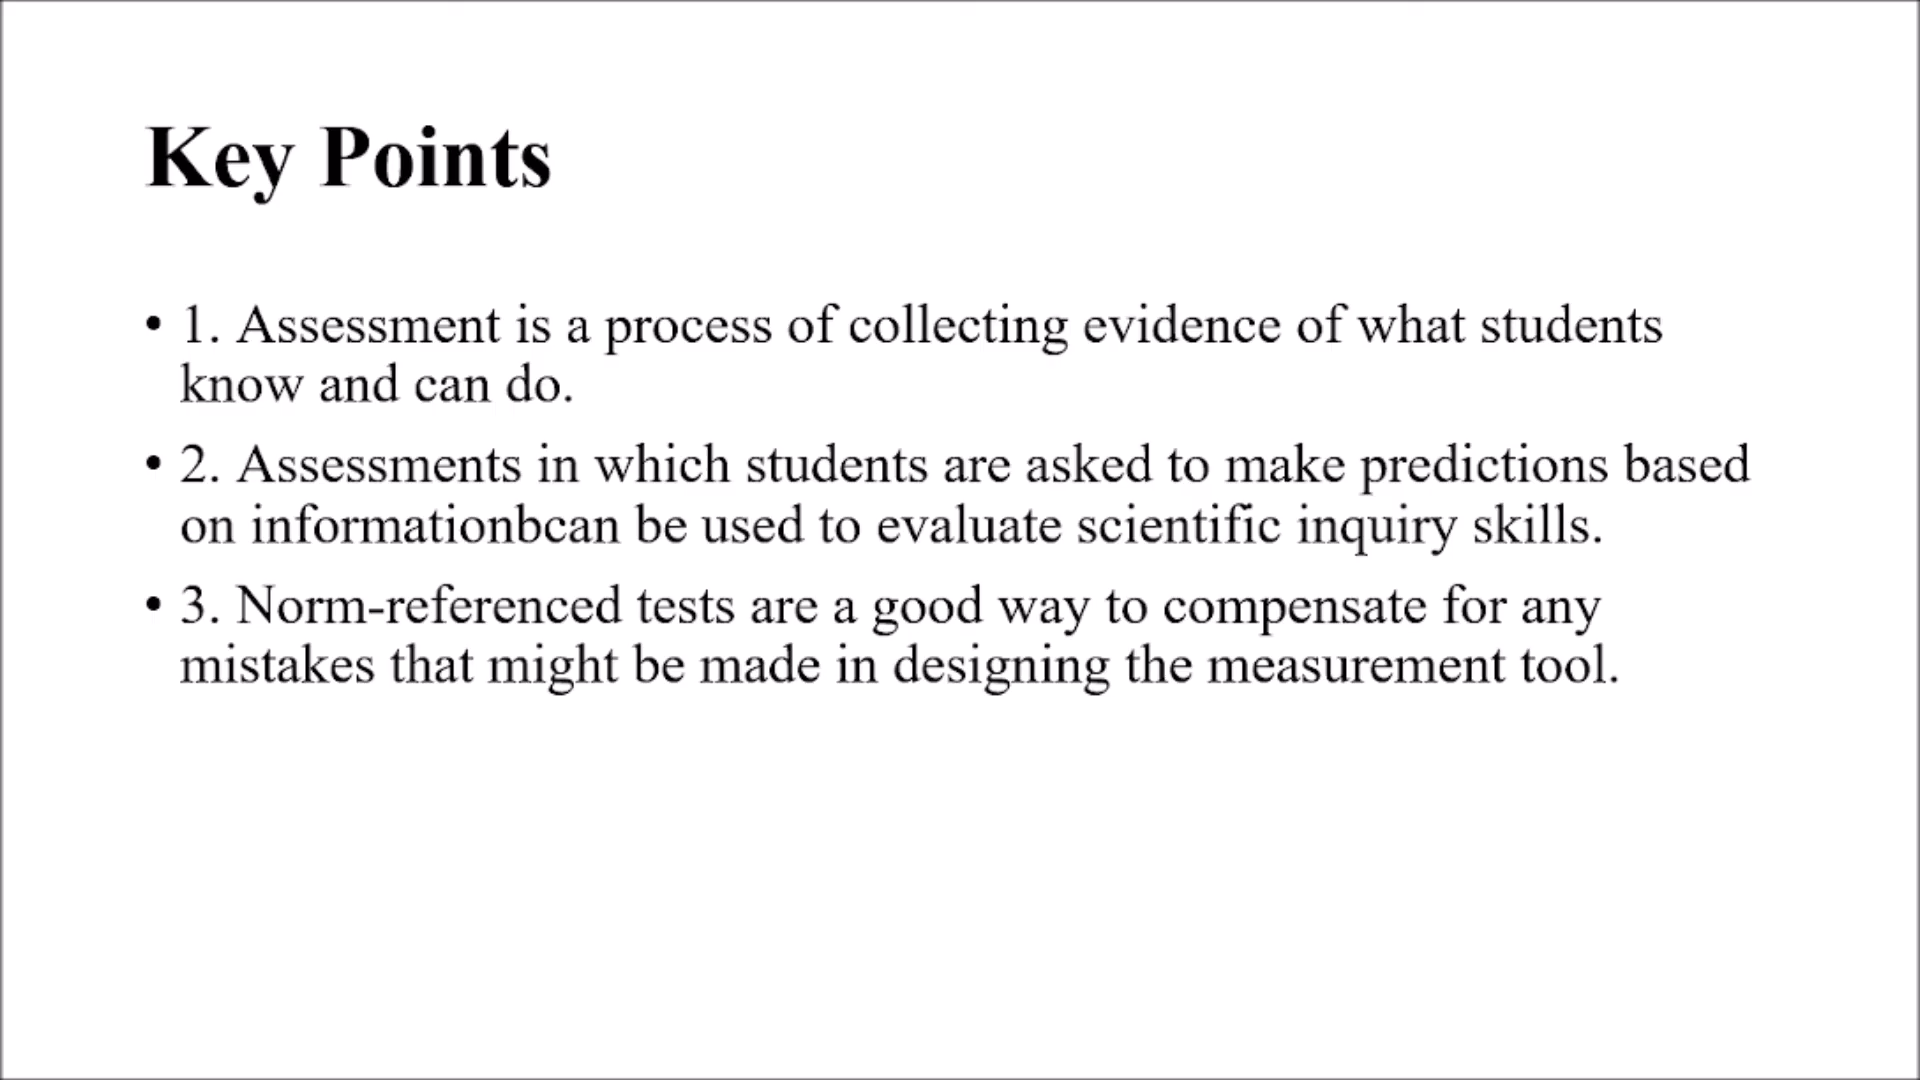 Key Points
• 1. Assessment is a process of collecting evidence of what students
know and can do.
• 2. Assessments in which students are asked to make predictions based
on informationbcan be used to evaluate scientific inquiry skills.
• 3. Norm-referenced tests are a good way to compensate for any
mistakes that might be made in designing the measurement tool.